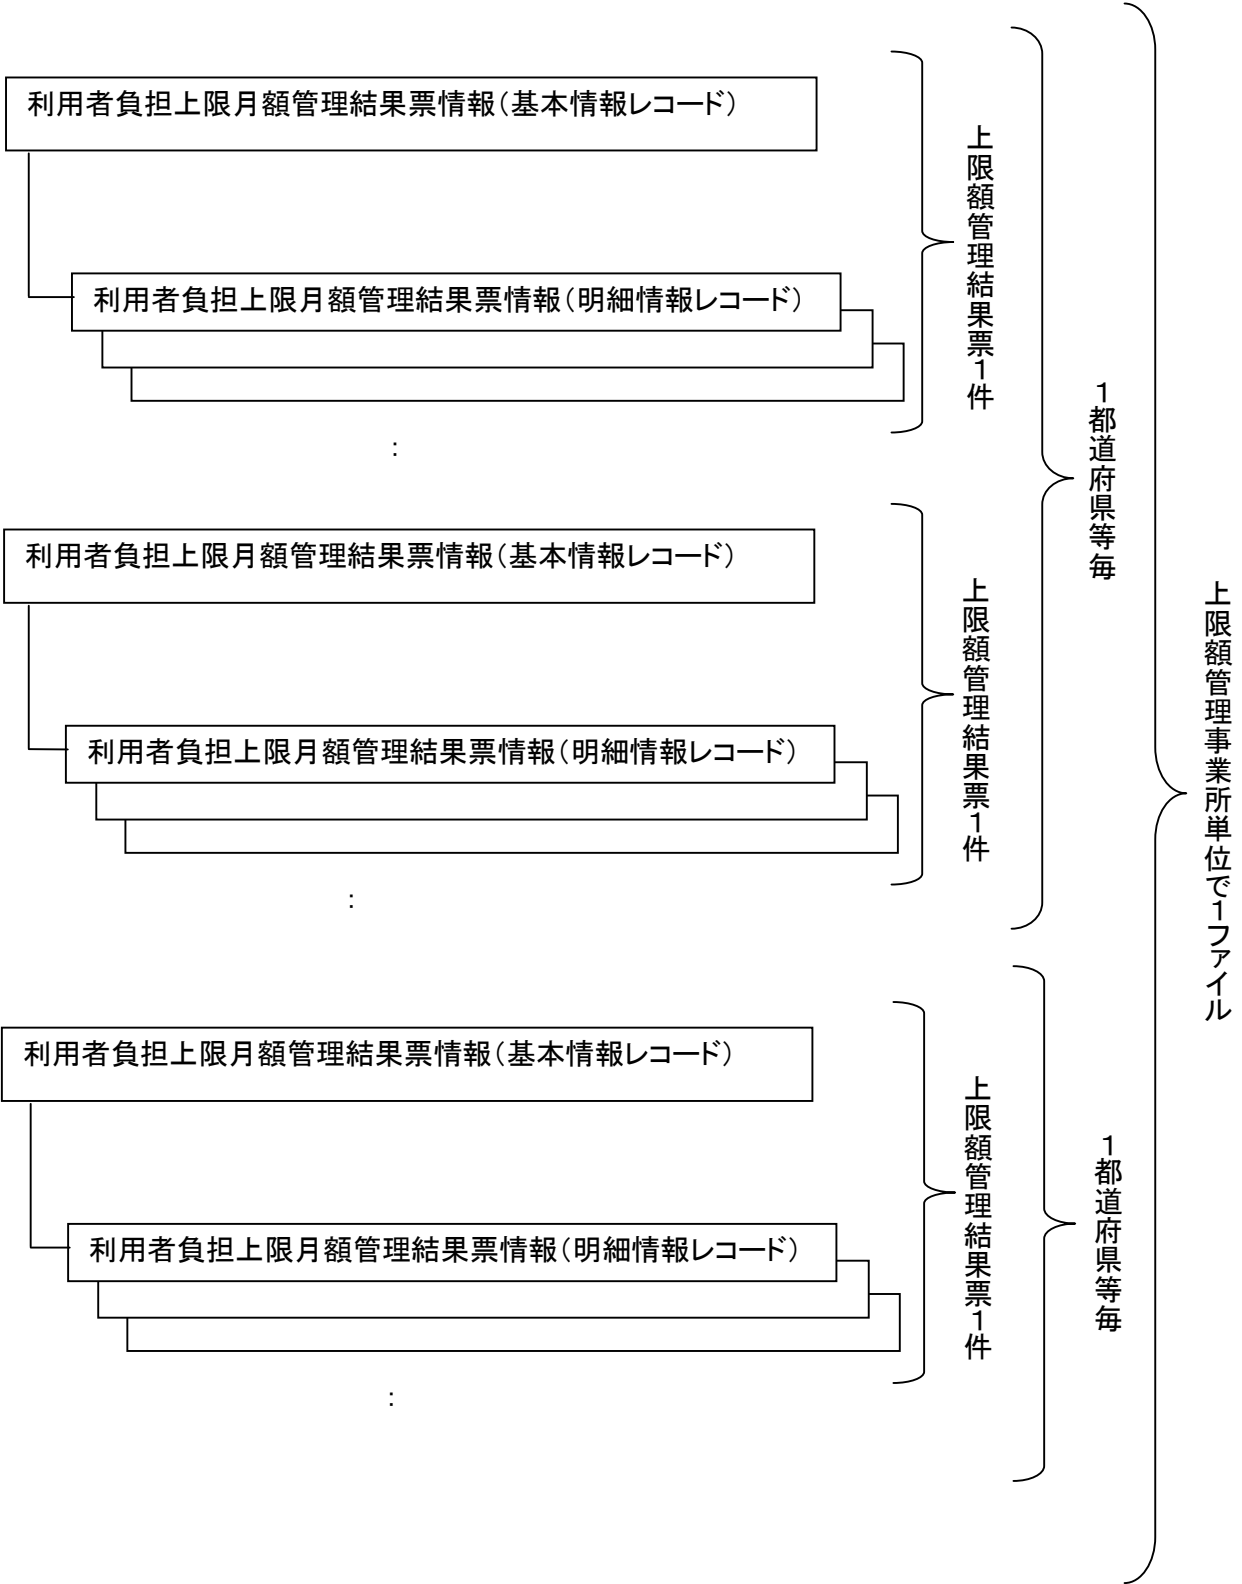 利用者負担上限月額管理結果票情報（基本情報レコード）
利用者負担上限月額管理結果票情報（明細情報レコード）
：
上限額管理結果票１件
利用者負担上限月額管理結果票情報（基本情報レコード）
利用者負担上限月額管理結果票情報（明細情報レコード）
：
上限額管理結果票１件
１都道府県等毎
利用者負担上限月額管理結果票情報（基本情報レコード）
利用者負担上限月額管理結果票情報（明細情報レコード）
：
上限額管理結果票１件
１都道府県等毎
上限額管理事業所単位で１ファイル